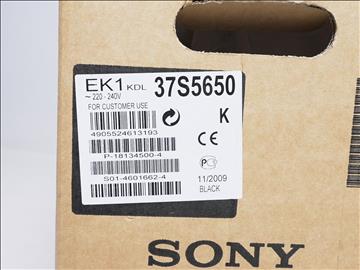 EK1 KDL 37S5650
~ 220 - 240V
FOR CUSTOMER USE
K
4905524613193
CE
P-18134500-4
S01-4601662-4
11/2009
BLACK
SONY